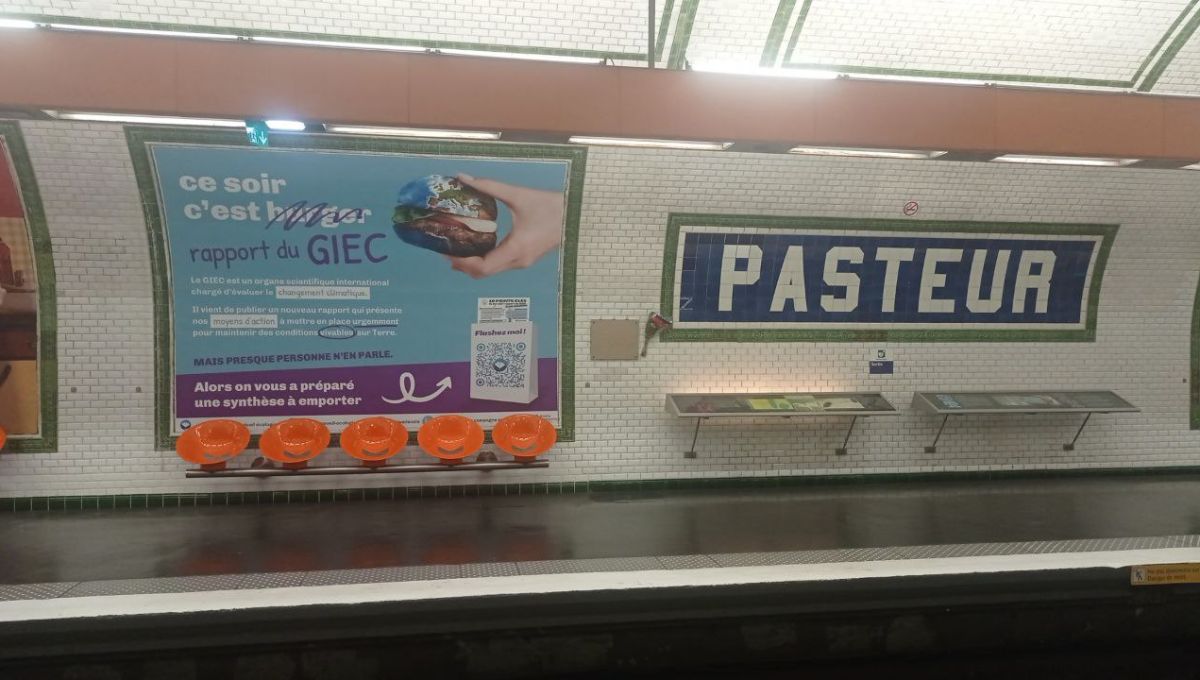 ce soir
c'est burger
rapport du GIEC
Le GIEC est un organe scientifique international
chargé d'évaluer le changement climatique.
Il vient de publier un nouveau rapport qui présente
nos moyens d'action à mettre en place urgemment
pour maintenir des conditions vivables sur Terre.
MAIS PRESQUE PERSONNE N'EN PARLE.
Alors on vous a préparé
une synthèse à emporter
Flashez moi !
PASTEUR
Sortie